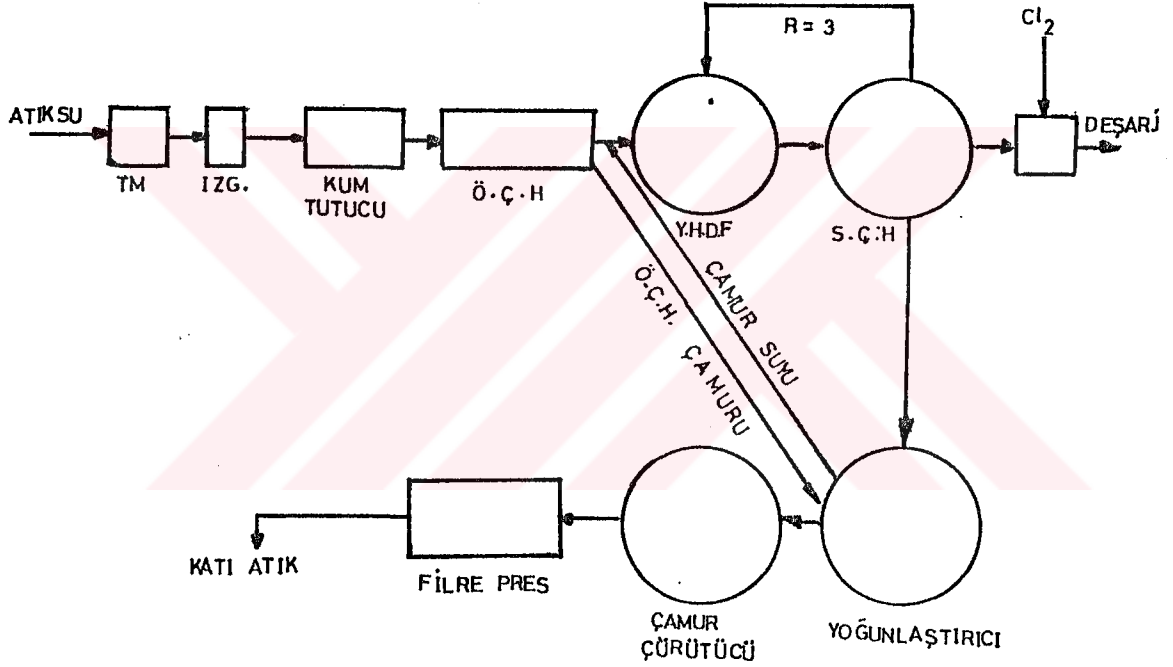 R = 3
Cl2
ATIKSU
DEŞARJ
TM
IZG.
KUM
TUTUCU
Ö.Ç.H
Y.H.D.F
S.Ç.H
Ö.Ç.H. ÇAMURU
ÇAMUR SUYU
KATI ATIK
FİLRE PRES
ÇAMUR
ÇÜRÜTÜCÜ
YOĞUNLAŞTIRICI